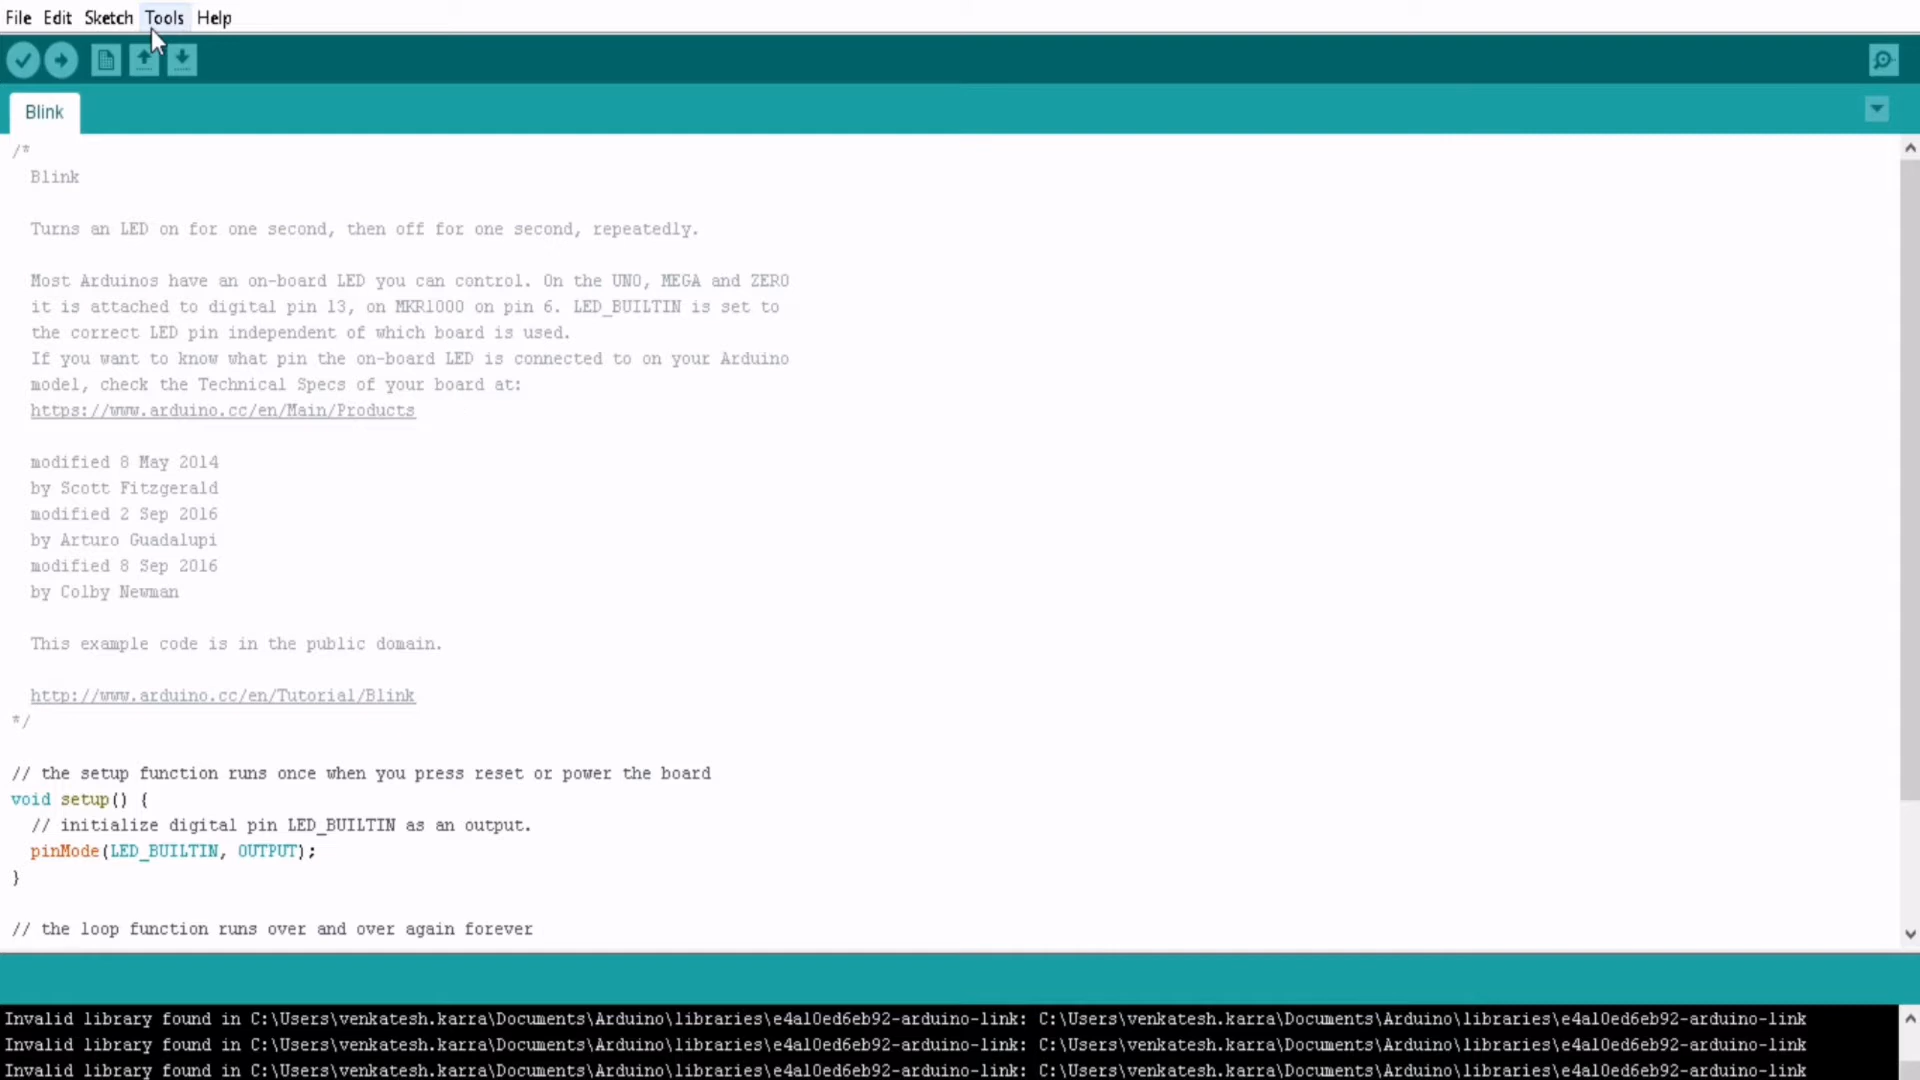 File Edit Sketch Tools Help
Blink
/*
Blink
Turns an LED on for one second, then off for one second, repeatedly.
Most Arduinos have an on-board LED you can control. On the UNO, MEGA and ZERO
it is attached to digital pin 13, on MKR1000 on pin 6. LED_BUILTIN is set to
the correct LED pin independent of which board is used.
If you want to know what pin the on-board LED is connected to on your Arduino
model, check the Technical Specs of your board at:
https://www.arduino.cc/en/Main/Products
modified 8 May 2014
by Scott Fitzgerald
modified 2 Sep 2016
by Arturo Guadalupi
modified 8 Sep 2016
by Colby Newman
This example code is in the public domain.
http://www.arduino.cc/en/Tutorial/Blink
*/
// the setup function runs once when you press reset or power the board
void setup() {
// initialize digital pin LED_BUILTIN as an output.
pinMode(LED_BUILTIN, OUTPUT);
}
// the loop function runs over and over again forever
Invalid library found in C:\Users\venkatesh.karra\Documents\Arduino\libraries\e4a10ed6eb92-arduino-link: C:\Users\venkatesh.karra\Documents\Arduino\libraries\e4a10ed6eb92-arduino-link
Invalid library found in C:\Users\venkatesh.karra\Documents\Arduino\libraries\e4a10ed6eb92-arduino-link: C:\Users\venkatesh.karra\Documents\Arduino\libraries\e4a10ed6eb92-arduino-link
Invalid library found in C:\Users\venkatesh.karra\Documents\Arduino\libraries\e4a10ed6eb92-arduino-link: C:\Users\venkatesh.karra\Documents\Arduino\libraries\e4a10ed6eb92-arduino-link